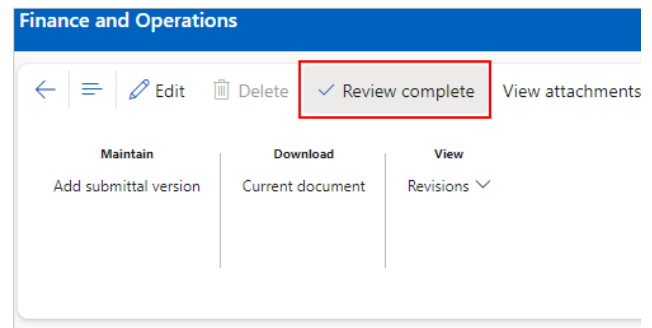 Finance and Operations
Edit Delete Review complete View attachments
Maintain Download View
Add submittal version Current document Revisions